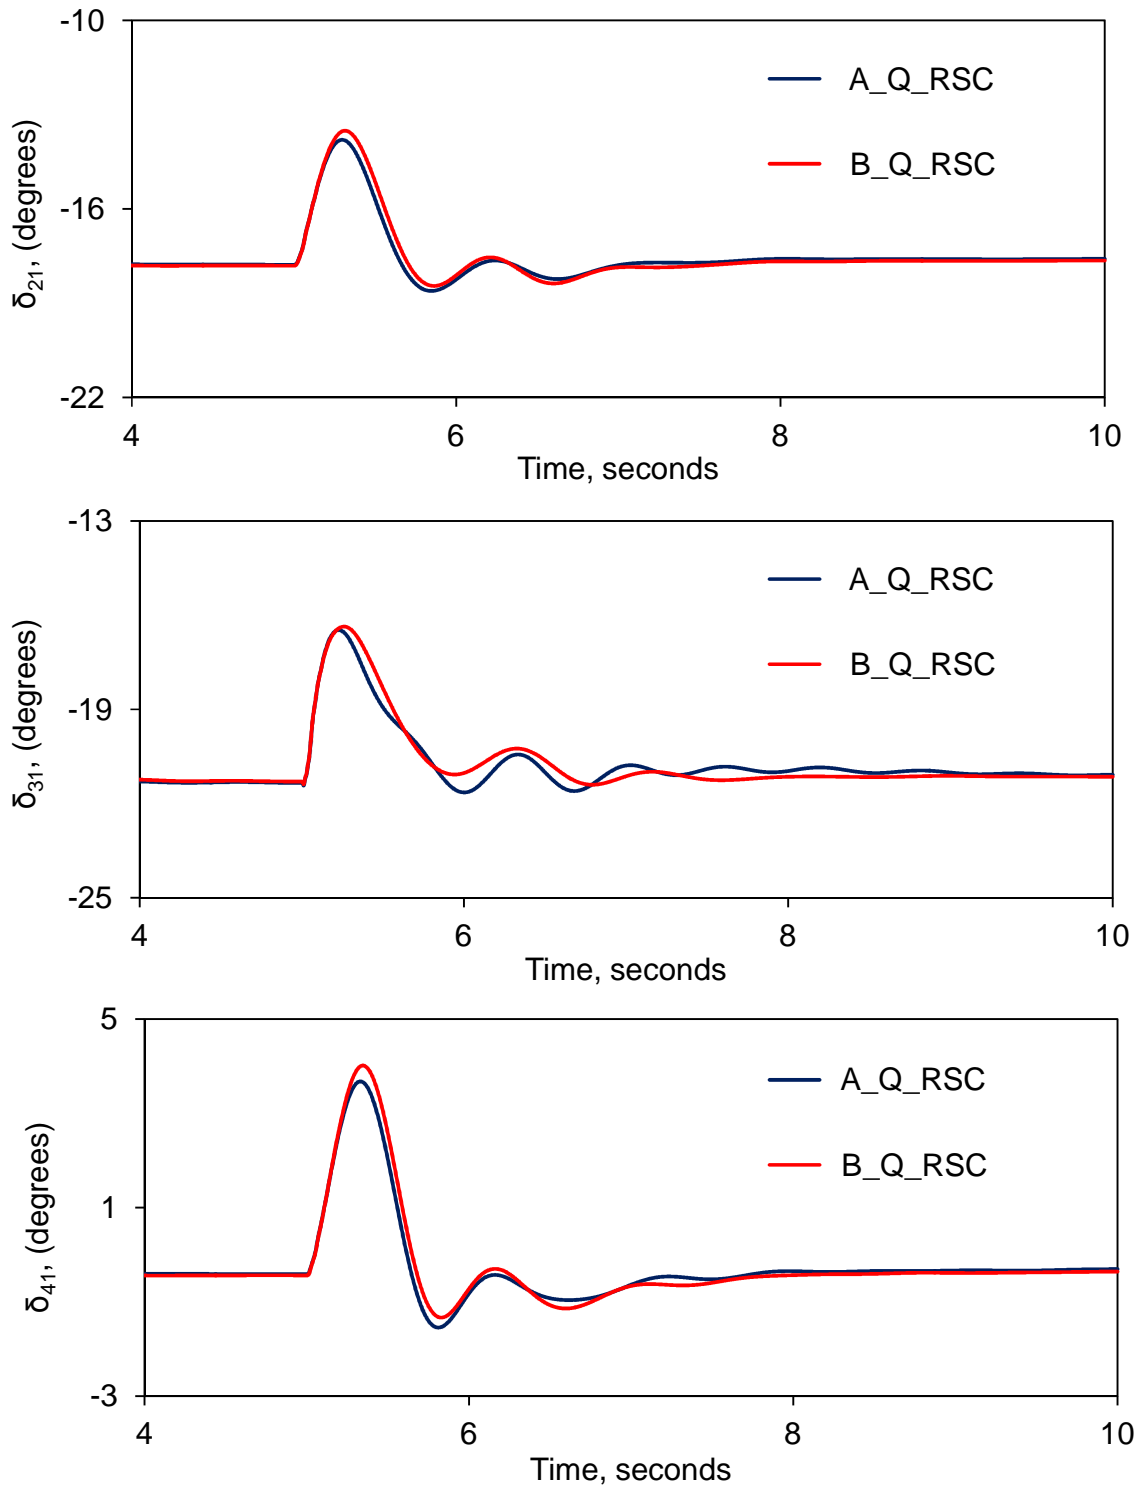 -10
A_Q_RSC
B_Q_RSC
-16
-22
δ21, (degrees)
4 6 8 10
Time, seconds
-13
A_Q_RSC
B_Q_RSC
-19
-25
δ31, (degrees)
4 6 8 10
Time, seconds
5
A_Q_RSC
B_Q_RSC
1
-3
δ41, (degrees)
4 6 8 10
Time, seconds